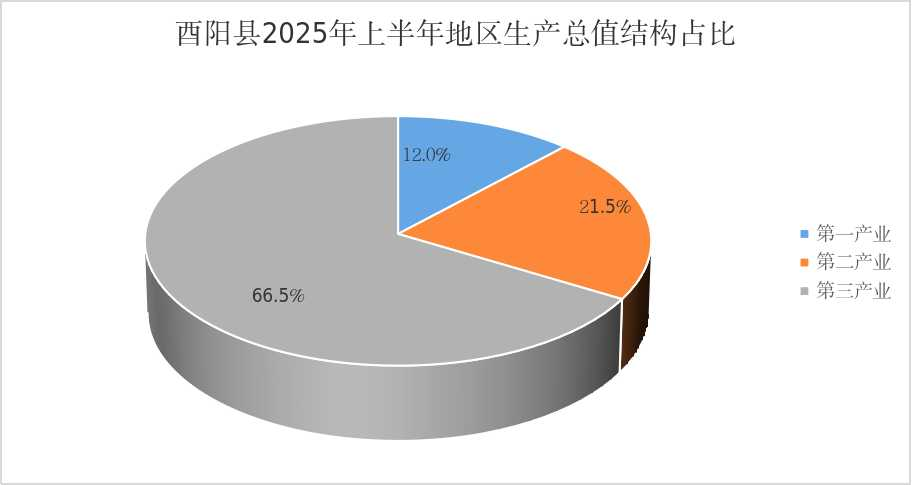 酉阳县2025年上半年地区生产总值结构占比
12.0%
21.5%
66.5%
第一产业
第二产业
第三产业